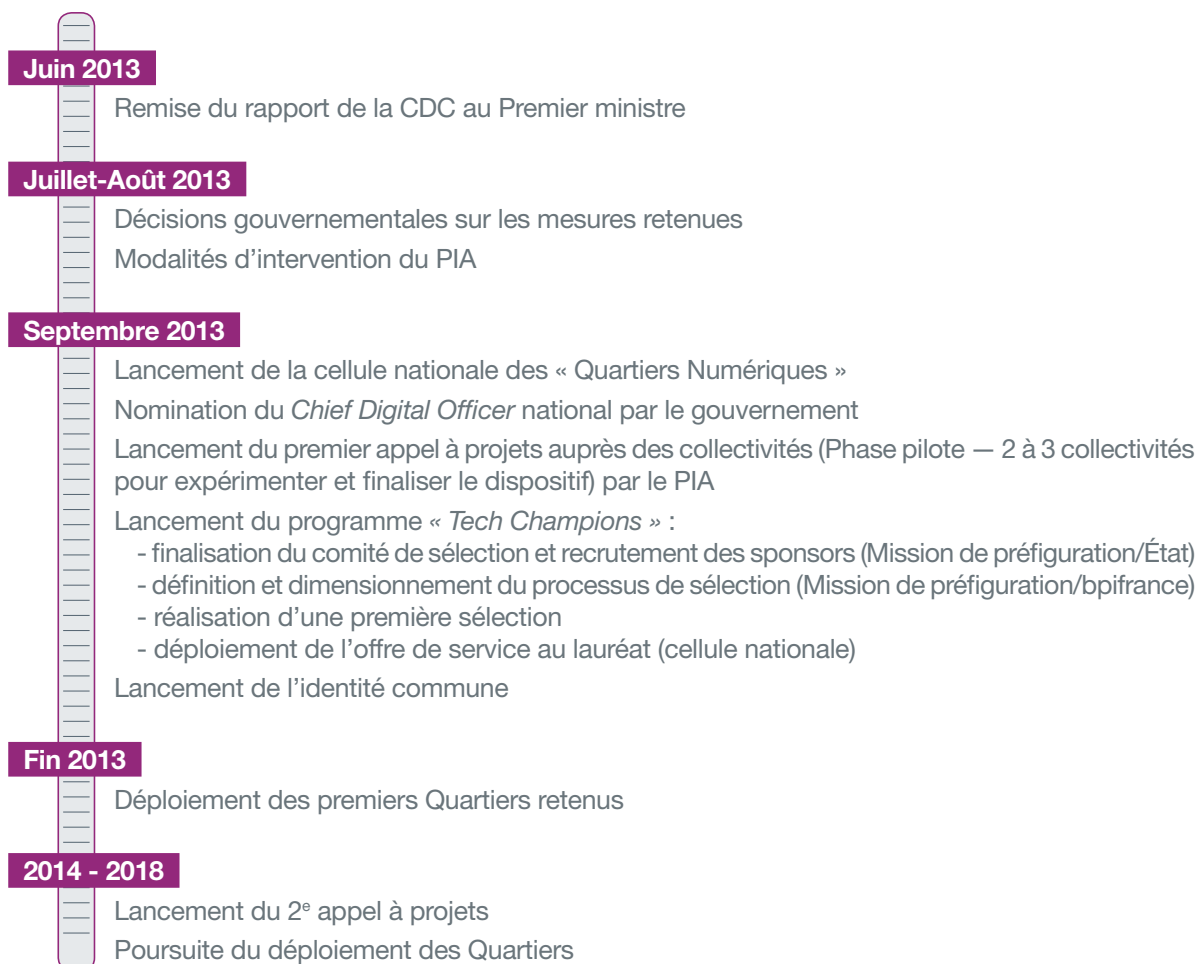 Juin 2013
Remise du rapport de la CDC au Premier ministre
Juillet-Août 2013
Décisions gouvernementales sur les mesures retenues
Modalités d’intervention du PIA
Septembre 2013
Lancement de la cellule nationale des « Quartiers Numériques »
Nomination du Chief Digital Officer national par le gouvernement
Lancement du premier appel à projets auprès des collectivités (Phase pilote — 2 à 3 collectivités
pour expérimenter et finaliser le dispositif) par le PIA
Lancement du programme « Tech Champions » :
- finalisation du comité de sélection et recrutement des sponsors (Mission de préfiguration/État)
- définition et dimensionnement du processus de sélection (Mission de préfiguration/bpifrance)
- réalisation d’une première sélection
- déploiement de l’offre de service au lauréat (cellule nationale)
Lancement de l’identité commune
Fin 2013
Déploiement des premiers Quartiers retenus
2014 - 2018
Lancement du 2e appel à projets
Poursuite du déploiement des Quartiers